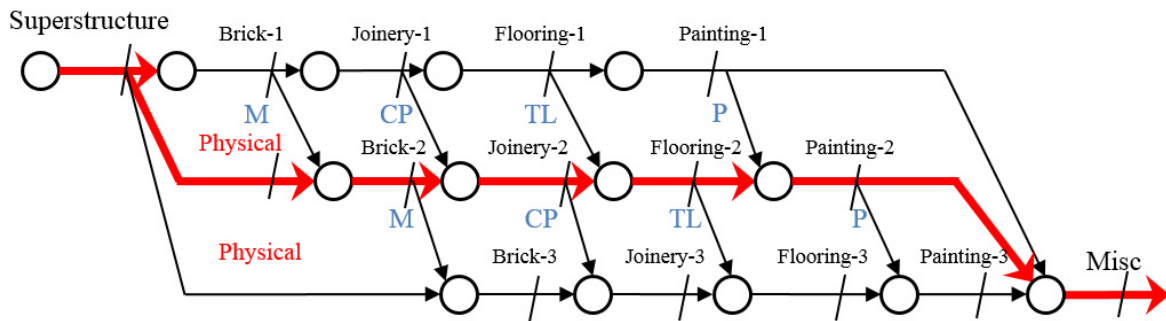 Superstructure
Brick-1 Joinery-1 Flooring-1 Painting-1
M CP TL P
Physical Brick-2 Joinery-2 Flooring-2 Painting-2
M CP TL P
Physical Brick-3 Joinery-3 Flooring-3 Painting-3 Misc